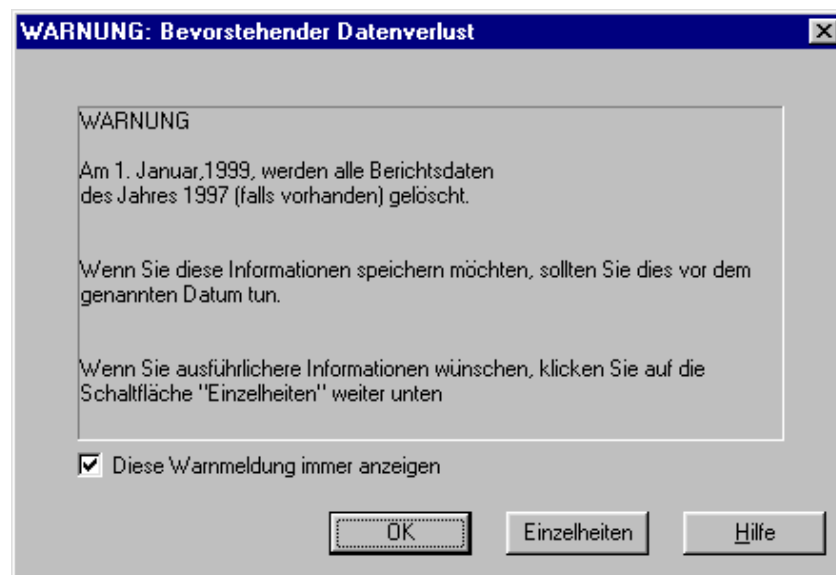 WARNUNG: Bevorstehender Datenverlust
WARNUNG
Am 1. Januar,1999, werden alle Berichtsdaten
des Jahres 1997 (falls vorhanden) gelöscht.
Wenn Sie diese Informationen speichern möchten, sollten Sie dies vor dem
genannten Datum tun.
Wenn Sie ausführlichere Informationen wünschen, klicken Sie auf die
Schaltfläche "Einzelheiten" weiter unten
Diese Warnmeldung immer anzeigen
OK Einzelheiten Hilfe